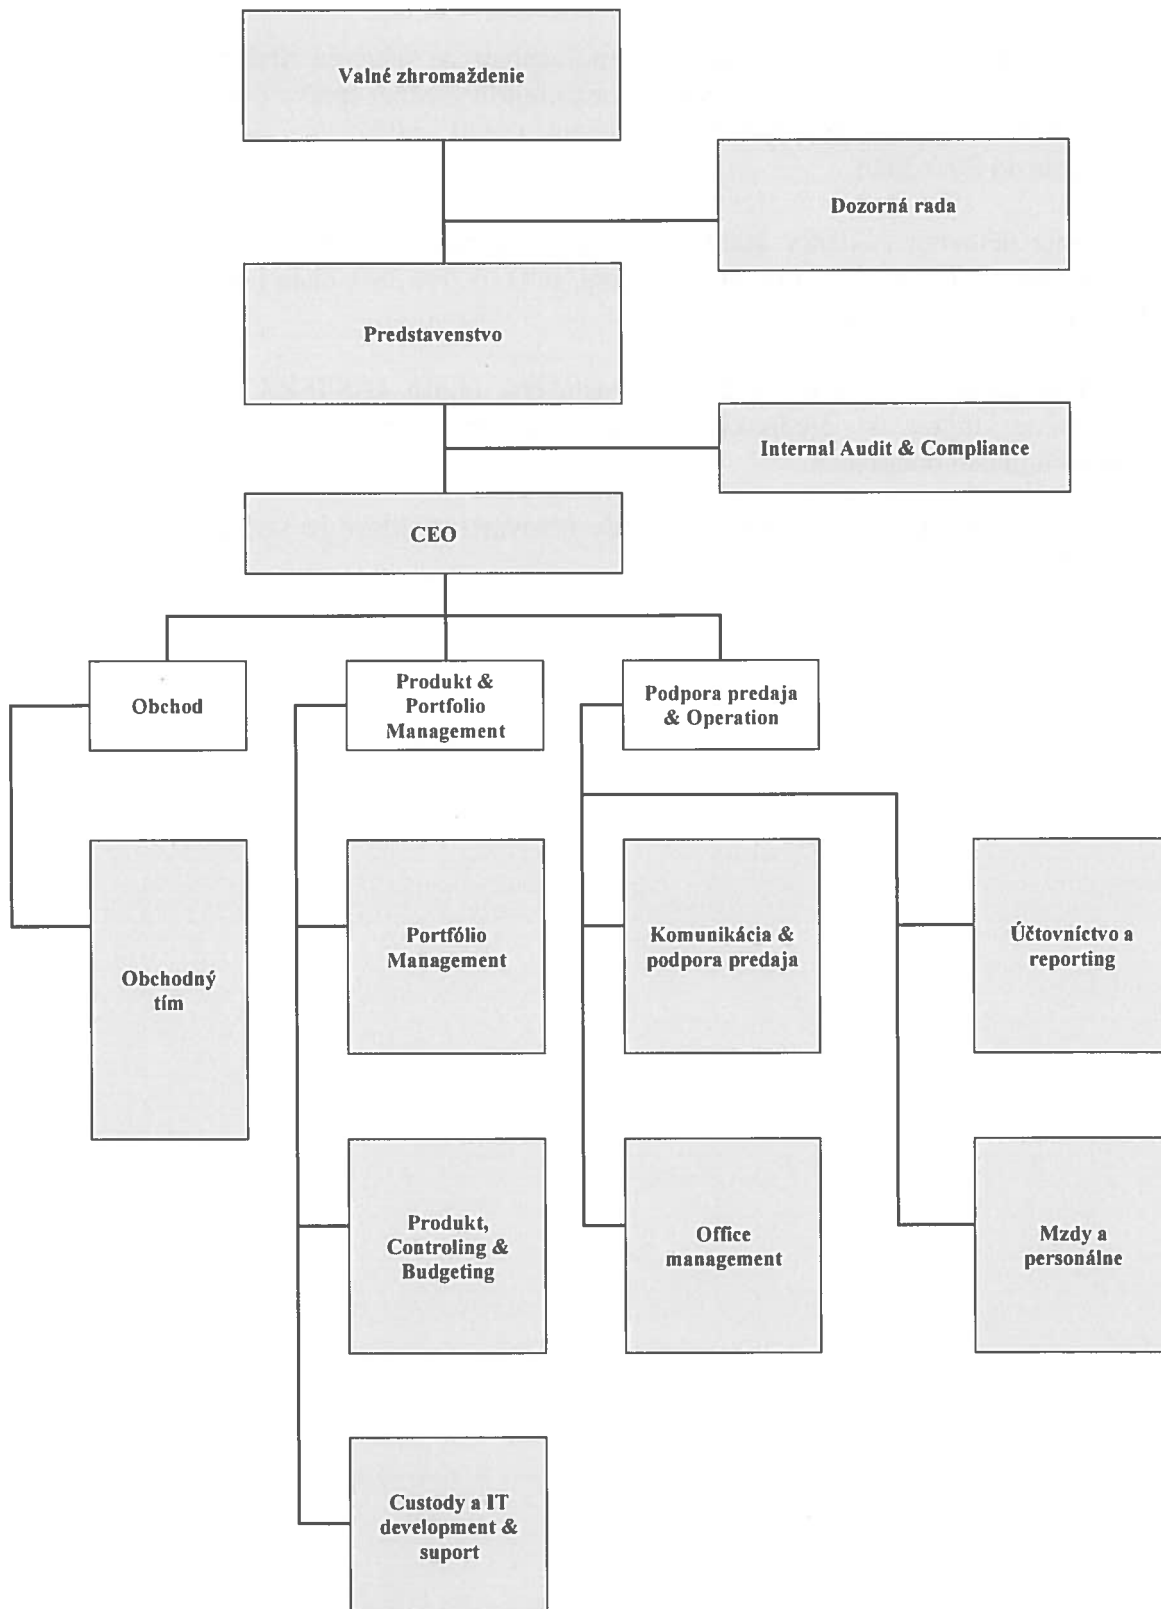 Valné zhromaždenie
Dozorná rada
Predstavenstvo
Internal Audit & Compliance
CEO
Obchod
Produkt &
Portfolio
Management
Podpora predaja
& Operation
Obchodný
tím
Portfólio
Management
Komunikácia &
podpora predaja
Účtovníctvo a
reporting
Produkt,
Controling &
Budgeting
Office
management
Mzdy a
personálne
Custody a IT
development &
suport